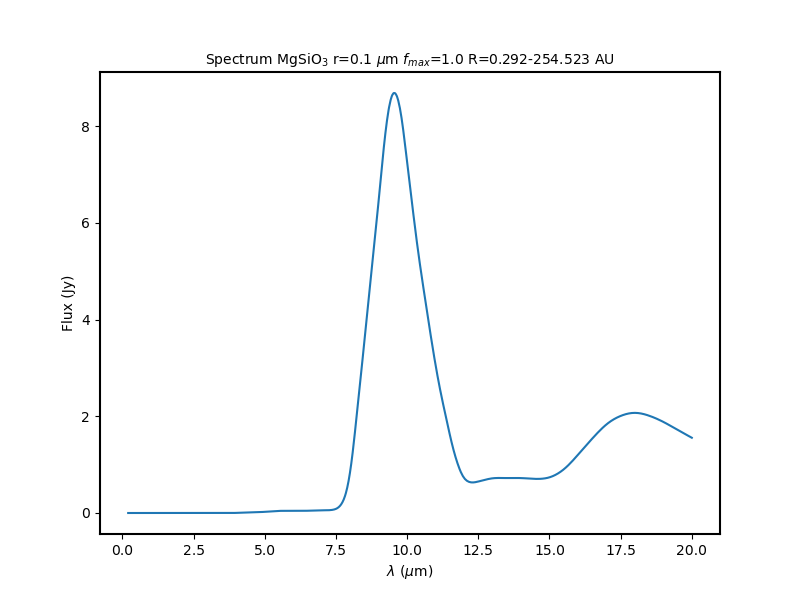 Spectrum MgSiO₃ r=0.1 μm f_max=1.0 R=0.292-254.523 AU
8
6
4
2
0
Flux (Jy)
0.0 2.5 5.0 7.5 10.0 12.5 15.0 17.5 20.0
λ (μm)